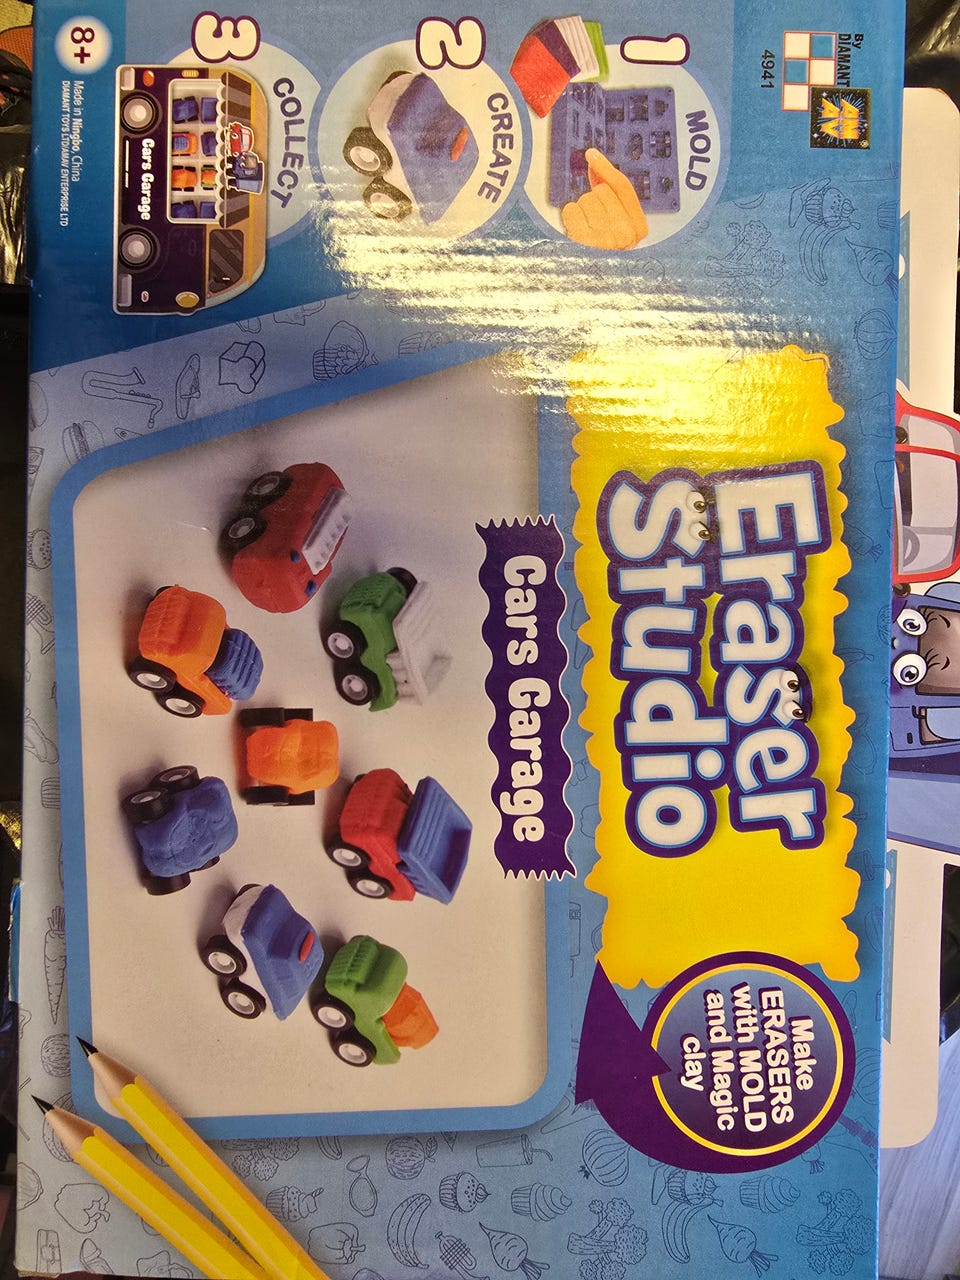 By
DIAMANT
AV
4941
1
MOLD
2
CREATE
3
COLLECT
Cars Garage
8+
Made in Ningbo, China
DIAMANT TOYS LTD/AMAV ENTERPRISE LTD
Eraser
Studio
Cars Garage
Make
ERASERS
with MOLD
and Magic
clay